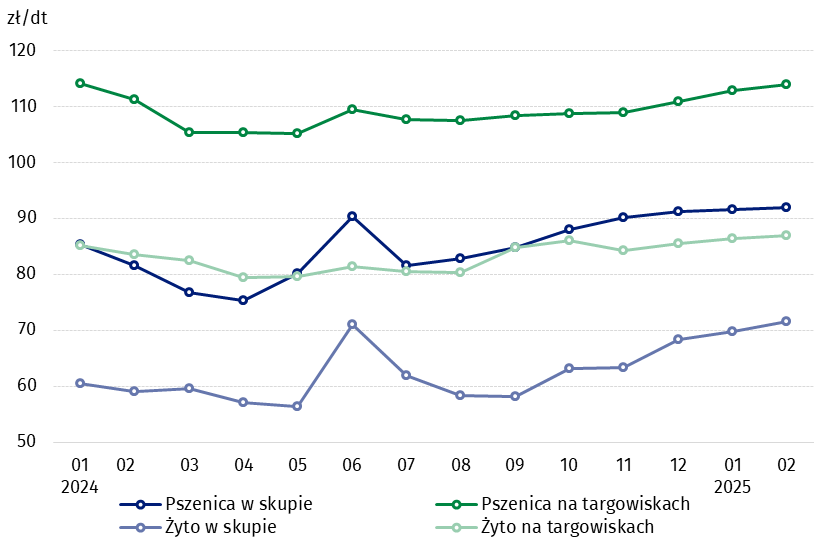 zł/dt
120
110
100
90
80
70
60
50
01 02 03 04 05 06 07 08 09 10 11 12 01 02
2024 2025
Pszenica w skupie Pszenica na targowiskach
Żyto w skupie Żyto na targowiskach